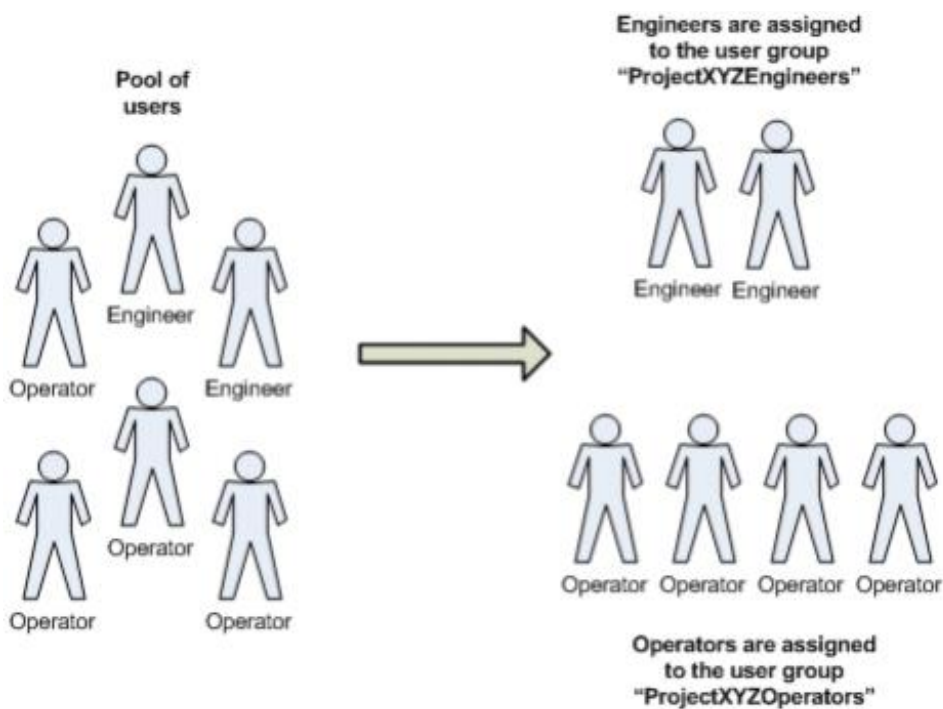 Pool of
users
Engineer
Operator
Engineer
Operator
Operator
Operator
Engineers are assigned
to the user group
“ProjectXYZEngineers”
Engineer Engineer
Operator Operator Operator Operator
Operators are assigned
to the user group
“ProjectXYZOperators”